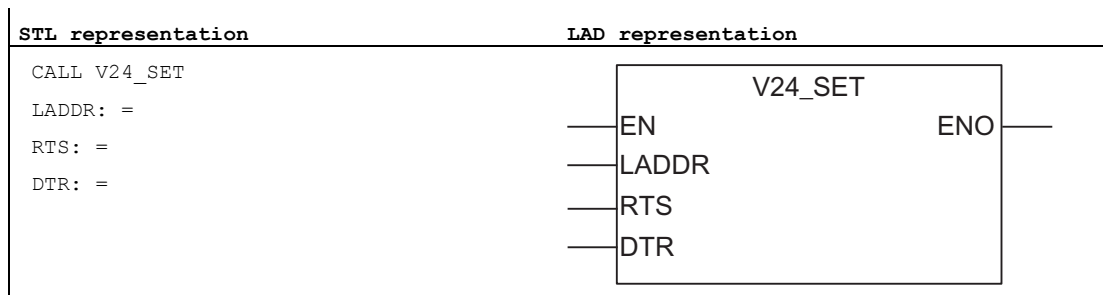 STL representation
LAD representation
CALL V24_SET
LADDR: =
RTS: =
DTR: =
V24_SET
EN
ENO
LADDR
RTS
DTR